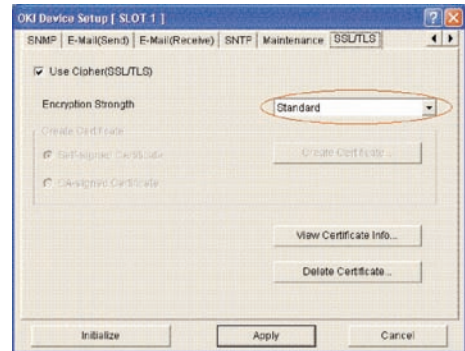 OKI Device Setup [ SLOT 1 ]
SNMP E-Mail(Send) E-Mail(Receive) SNTP Maintenance SSL/TLS
Use Cipher(SSL/TLS)
Encryption Strength Standard
Create Certificate
Self-signed Certificate Create Certificate...
CA-signed Certificate
View Certificate Info...
Delete Certificate...
Initialize Apply Cancel